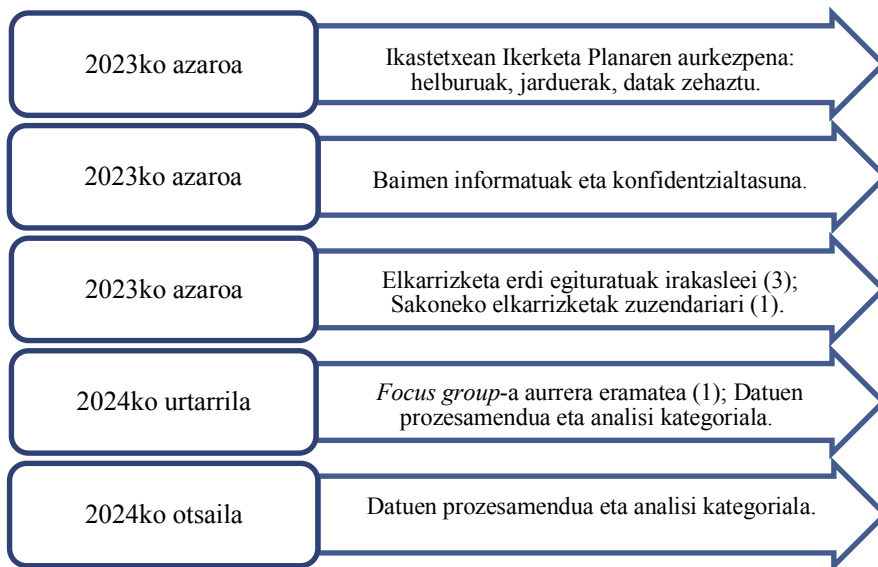 2023ko azaroa
Ikastetxean Ikerketa Planaren aurkezpena:
helburuak, jarduerak, datak zehaztu.
2023ko azaroa
Baimen informatuak eta konfidentzialtasuna.
2023ko azaroa
Elkarrizketa erdi egituratuak irakasleei (3);
Sakoneko elkarrizketak zuzendariari (1).
2024ko urtarrila
Focus group-a aurrera eramatea (1); Datuen
prozesamendua eta analisi kategoriala.
2024ko otsaila
Datuen prozesamendua eta analisi kategoriala.